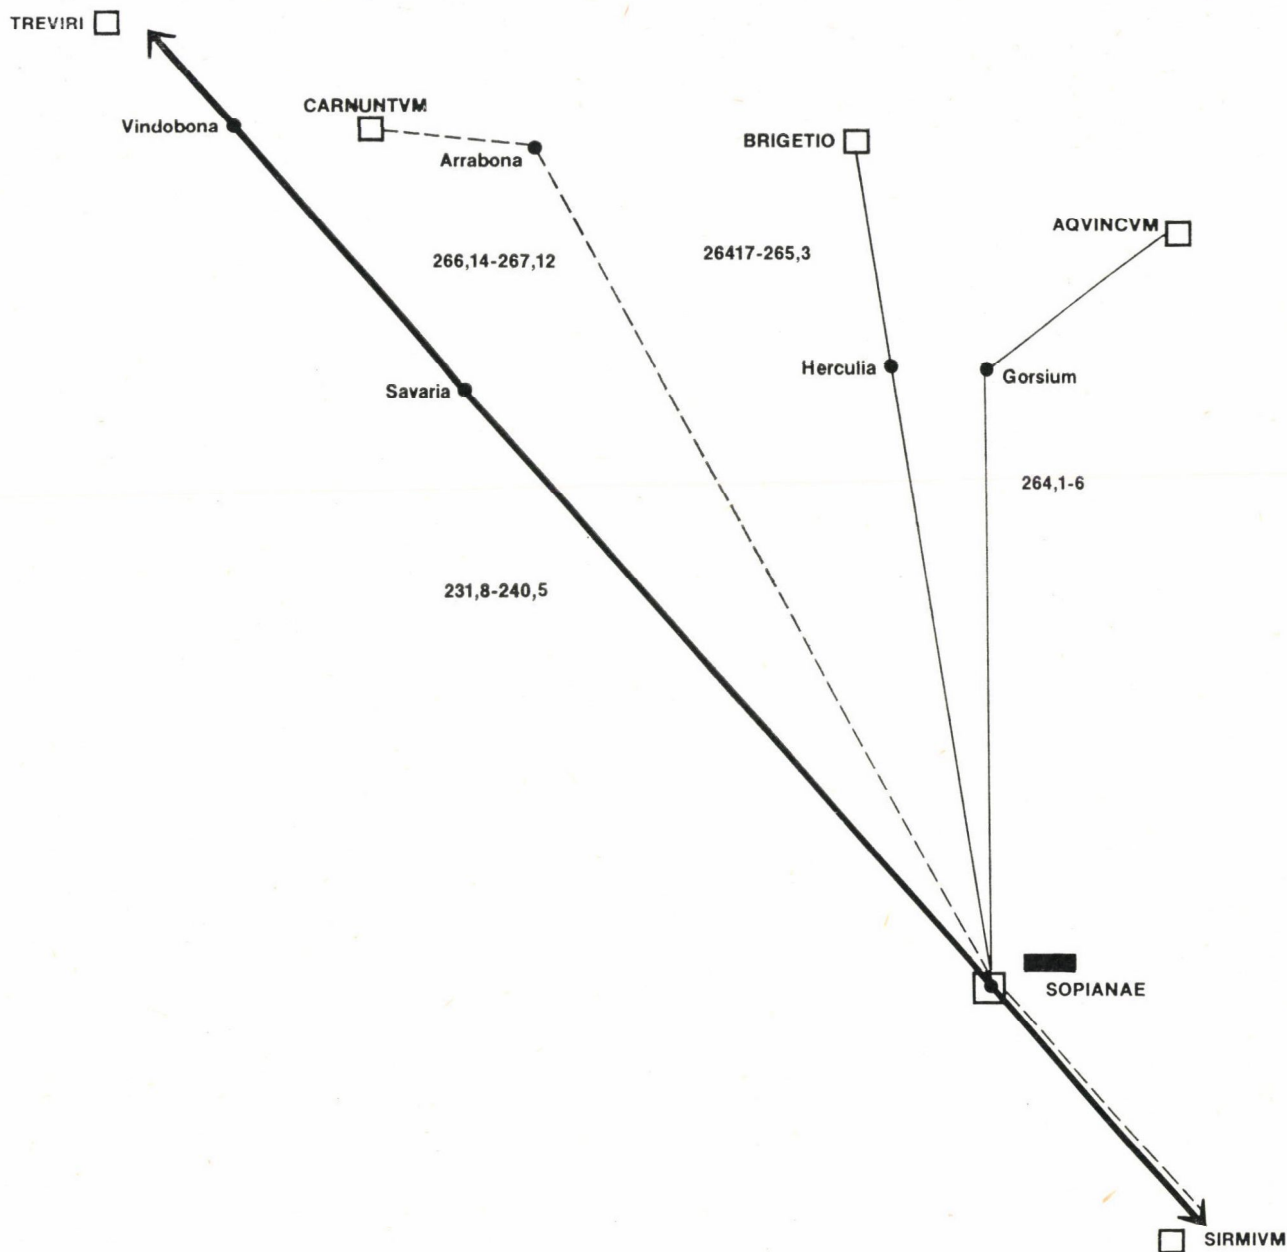 TREVIRI
CARNUNTVM
Vindobona
Arrabona
BRIGETIO
AQVINCVM
266,14-267,12
26417-265,3
Herculia
Gorsium
Savaria
264,1-6
231,8-240,5
SOPIANAE
SIRMIVM